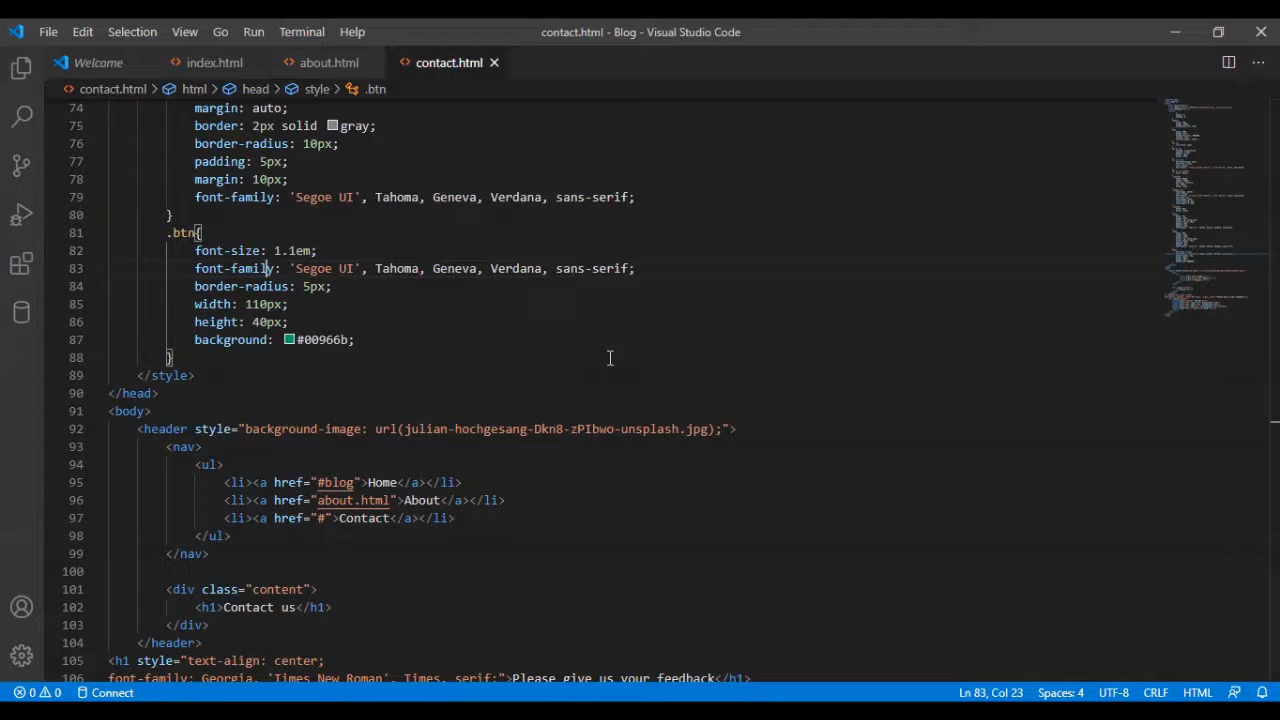 File Edit Selection View Go Run Terminal Help contact.html - Blog - Visual Studio Code
Welcome index.html about.html contact.html
contact.html > html > head > style > .btn
74 margin: auto;
75 border: 2px solid gray;
76 border-radius: 10px;
77 padding: 5px;
78 margin: 10px;
79 font-family: 'Segoe UI', Tahoma, Geneva, Verdana, sans-serif;
80 }
81 .btn{
82 font-size: 1.1em;
83 font-family: 'Segoe UI', Tahoma, Geneva, Verdana, sans-serif;
84 border-radius: 5px;
85 width: 110px;
86 height: 40px;
87 background: #00966b;
88 }
89 </style>
90 </head>
91 <body>
92 <header style="background-image: url(julian-hochgesang-Dkn8-zPIbwo-unsplash.jpg);">
93 <nav>
94 <ul>
95 <li><a href="#blog">Home</a></li>
96 <li><a href="about.html">About</a></li>
97 <li><a href="#">Contact</a></li>
98 </ul>
99 </nav>
100
101 <div class="content">
102 <h1>Contact us</h1>
103 </div>
104 </header>
105 <h1 style="text-align: center;
106 font-family: Georgia, 'Times New Roman', Times, serif;">Please give us your feedback</h1>
0 0 Connect Ln 83, Col 23 Spaces: 4 UTF-8 CRLF HTML